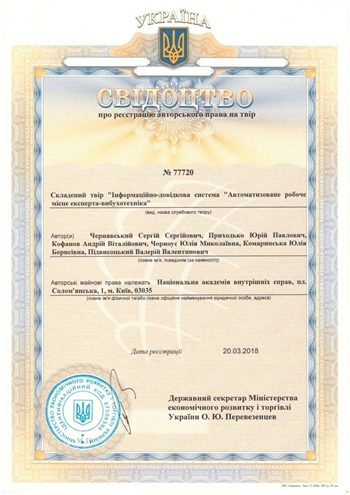 УКРАЇНА
СВІДОЦТВО
про реєстрацію авторського права на твір
№ 77720
Складений твір "Інформаційно-довідкова система "Автоматизоване робоче
місце експерта-вибухотехніка"
(вид, назва службового твору)
Автор(и) Чернявський Сергій Сергійович, Приходько Юрій Павлович,
Кофанов Андрій Віталійович, Чорноус Юлія Миколаївна, Комаринська Юлія
Борисівна, Підвисоцький Валерій Валентинович
(повне ім'я, псевдонім (за наявності))
Авторські майнові права належать Національна академія внутрішніх справ, пл.
Солом'янська, 1, м. Київ, 03035
(повне ім'я фізичної та/або повне офіційне найменування юридичної особи, адреса)
Дата реєстрації 20.03.2018
Державний секретар Міністерства
економічного розвитку і торгівлі
України О. Ю. Перевезенцев